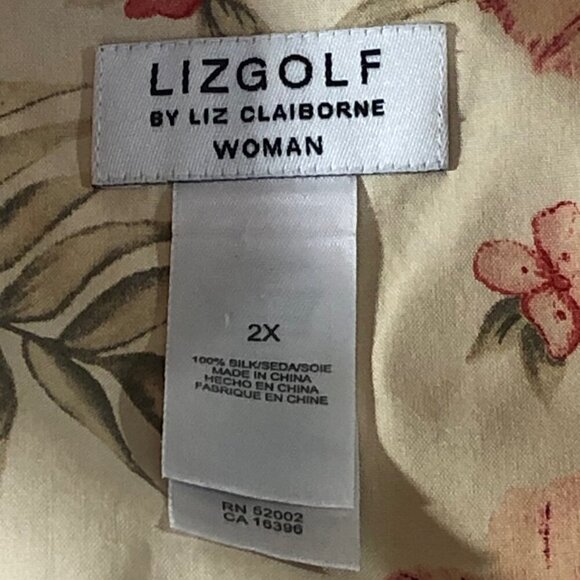 LIZGOLF
BY LIZ CLAIBORNE
WOMAN
2X
100% SILK/SEDA/SOIE
MADE IN CHINA
HECHO EN CHINA
FABRIQUE EN CHINE
RN 52002
CA 16396